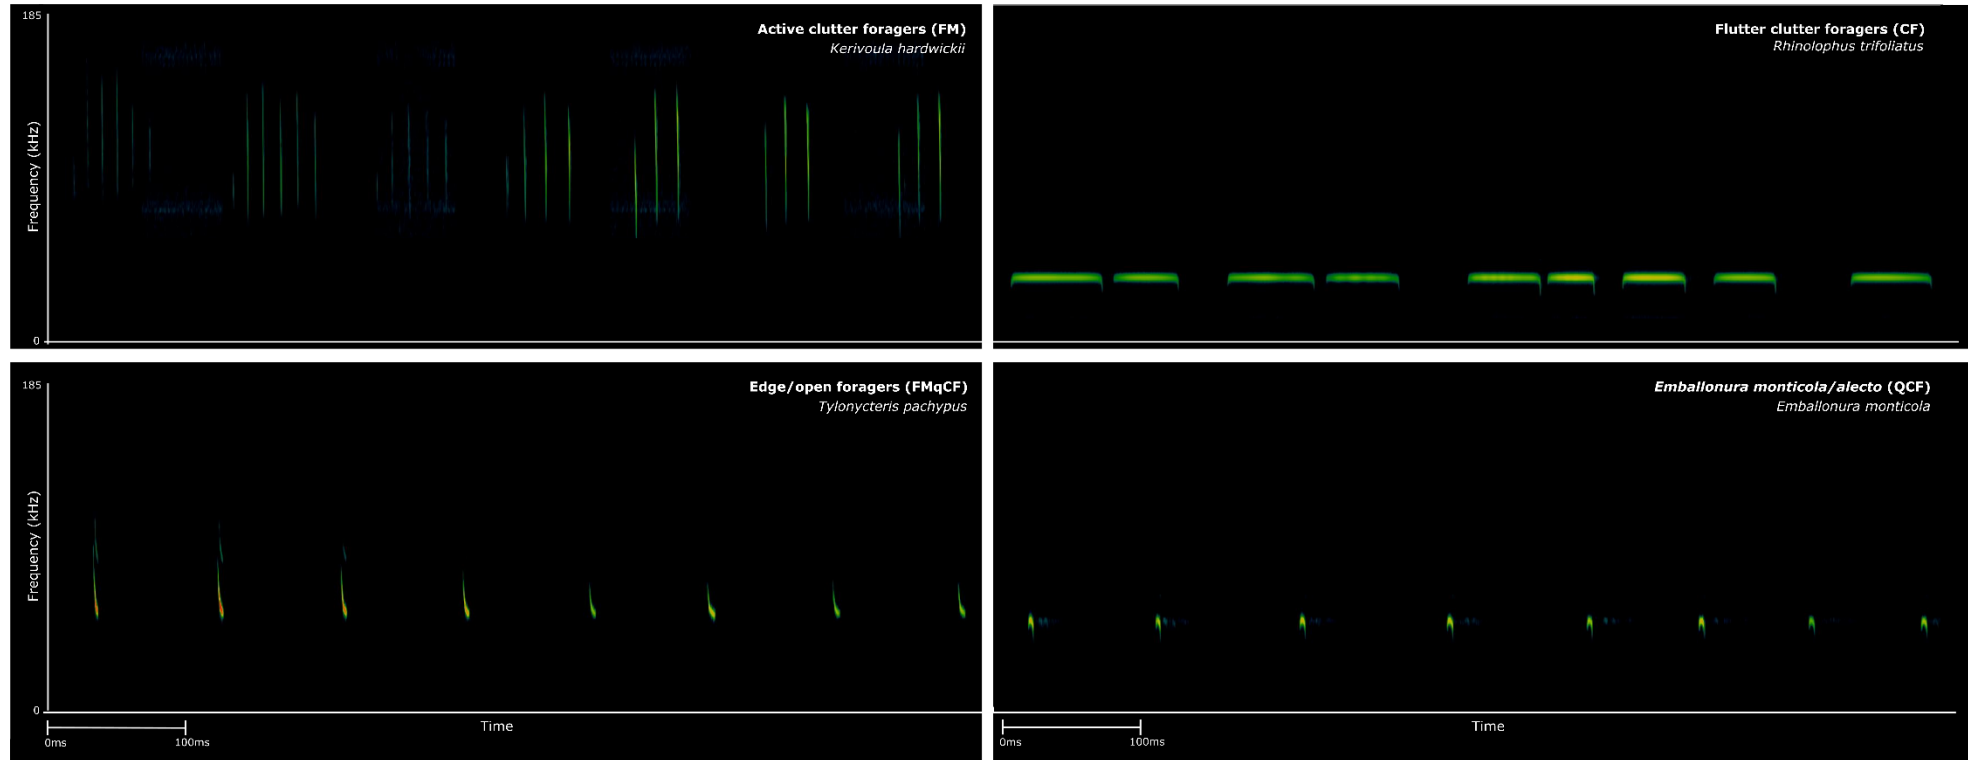 185
Active clutter foragers (FM)
Kerivoula hardwickii
Frequency (kHz)
0
Flutter clutter foragers (CF)
Rhinolophus trifoliatus
185
Edge/open foragers (FMqCF)
Tylonycteris pachypus
Frequency (kHz)
0
Time
0ms
100ms
Emballonura monticola/alecto (QCF)
Emballonura monticola
Time
0ms
100ms